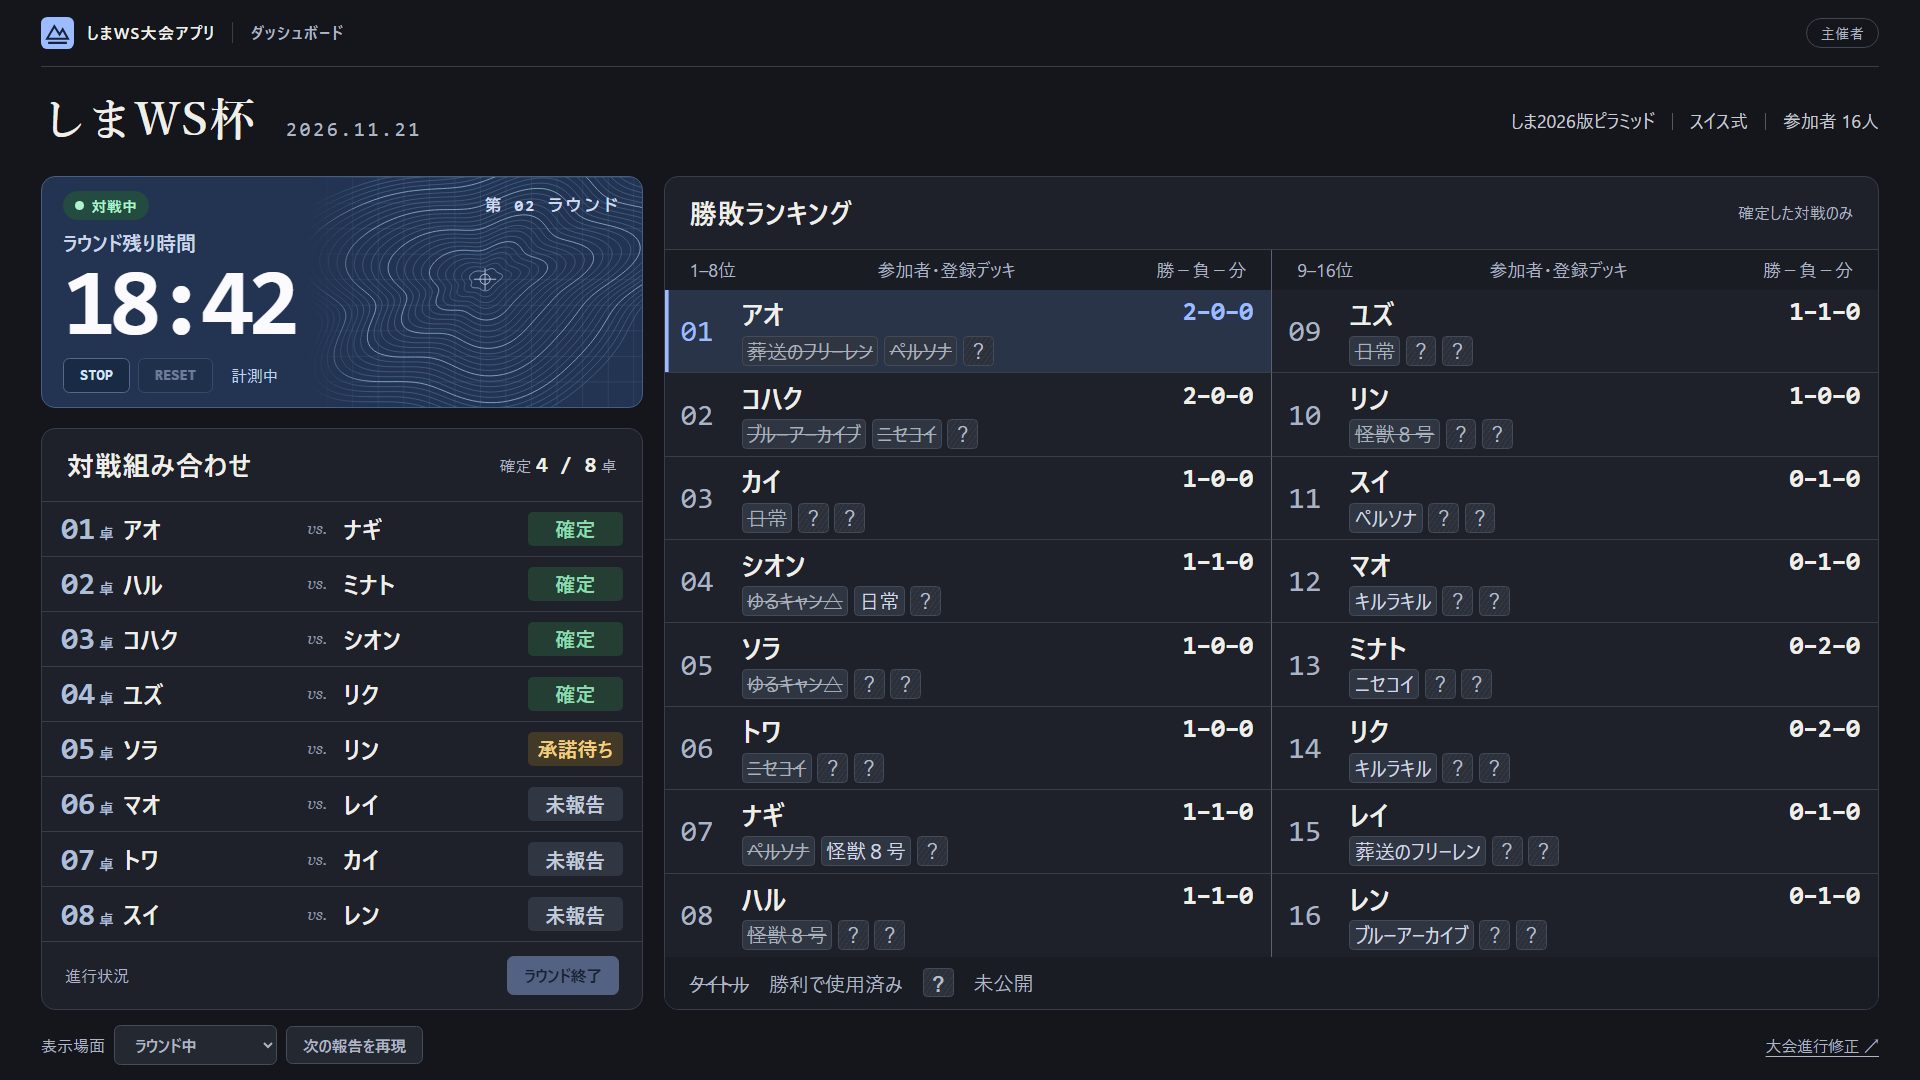 しまWS大会アプリ ダッシュボード
主催者
しまWS杯 2026.11.21
しま2026版ピラミッド スイス式 参加者 16人
対戦中
第 02 ラウンド
ラウンド残り時間
18:42
STOP RESET 計測中
対戦組み合わせ 確定 4 / 8 卓
01 卓 アオ vs. ナギ 確定
02 卓 ハル vs. ミナト 確定
03 卓 コハク vs. シオン 確定
04 卓 ユズ vs. リク 確定
05 卓 ソラ vs. リン 承諾待ち
06 卓 マオ vs. レイ 未報告
07 卓 トワ vs. カイ 未報告
08 卓 スイ vs. レン 未報告
進行状況 ラウンド終了
勝敗ランキング 確定した対戦のみ
1–8位 参加者・登録デッキ 勝–負–分
01 アオ 2-0-0
葬送のフリーレン ペルソナ ?
02 コハク 2-0-0
ブルーアーカイブ ニセコイ ?
03 カイ 1-0-0
日常 ? ?
04 シオン 1-1-0
ゆるキャン△ 日常 ?
05 ソラ 1-0-0
ゆるキャン△ ? ?
06 トワ 1-0-0
ニセコイ ? ?
07 ナギ 1-1-0
ペルソナ 怪獣８号 ?
08 ハル 1-1-0
怪獣８号 ? ?
9–16位 参加者・登録デッキ 勝–負–分
09 ユズ 1-1-0
日常 ? ?
10 リン 1-0-0
怪獣８号 ? ?
11 スイ 0-1-0
ペルソナ ? ?
12 マオ 0-1-0
キルラキル ? ?
13 ミナト 0-2-0
ニセコイ ? ?
14 リク 0-2-0
キルラキル ? ?
15 レイ 0-1-0
葬送のフリーレン ? ?
16 レン 0-1-0
ブルーアーカイブ ? ?
タイトル 勝利で使用済み ? 未公開
表示場面 ラウンド中 次の報告を再現
大会進行修正 ↗